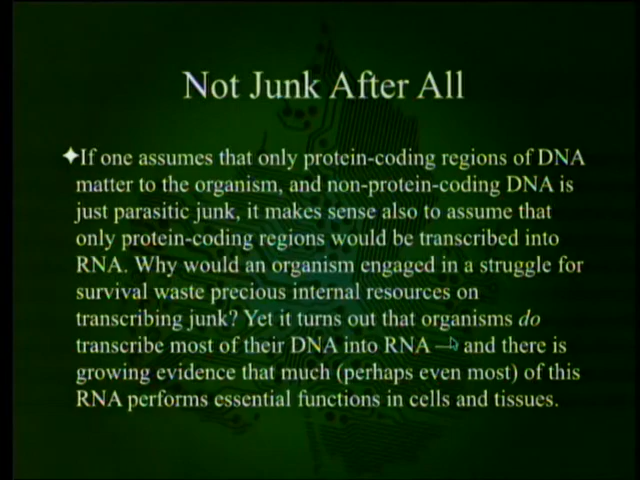 Not Junk After All
✦If one assumes that only protein-coding regions of DNA
matter to the organism, and non-protein-coding DNA is
just parasitic junk, it makes sense also to assume that
only protein-coding regions would be transcribed into
RNA. Why would an organism engaged in a struggle for
survival waste precious internal resources on
transcribing junk? Yet it turns out that organisms do
transcribe most of their DNA into RNA — and there is
growing evidence that much (perhaps even most) of this
RNA performs essential functions in cells and tissues.